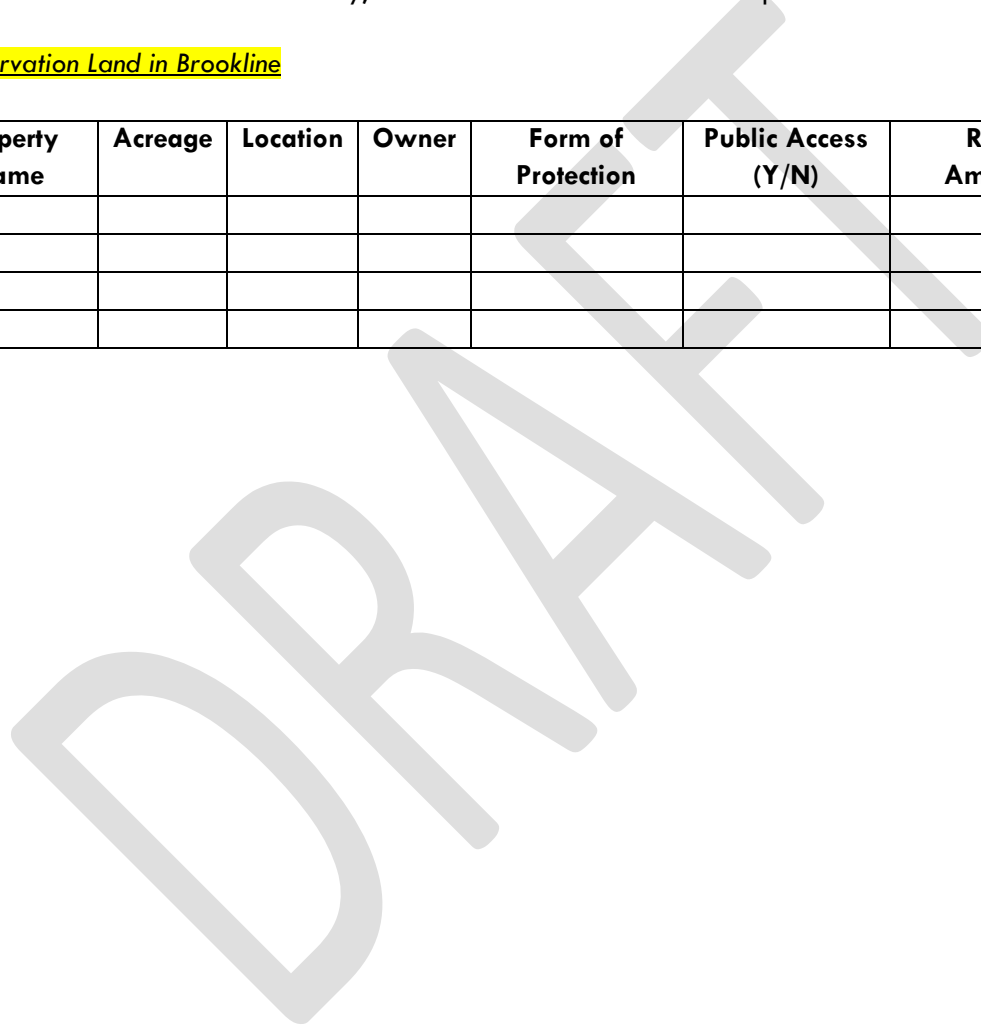 rvation Land in Brookline
perty Acreage Location Owner Form of Public Access R
ame Protection (Y/N) Am
DRAFT